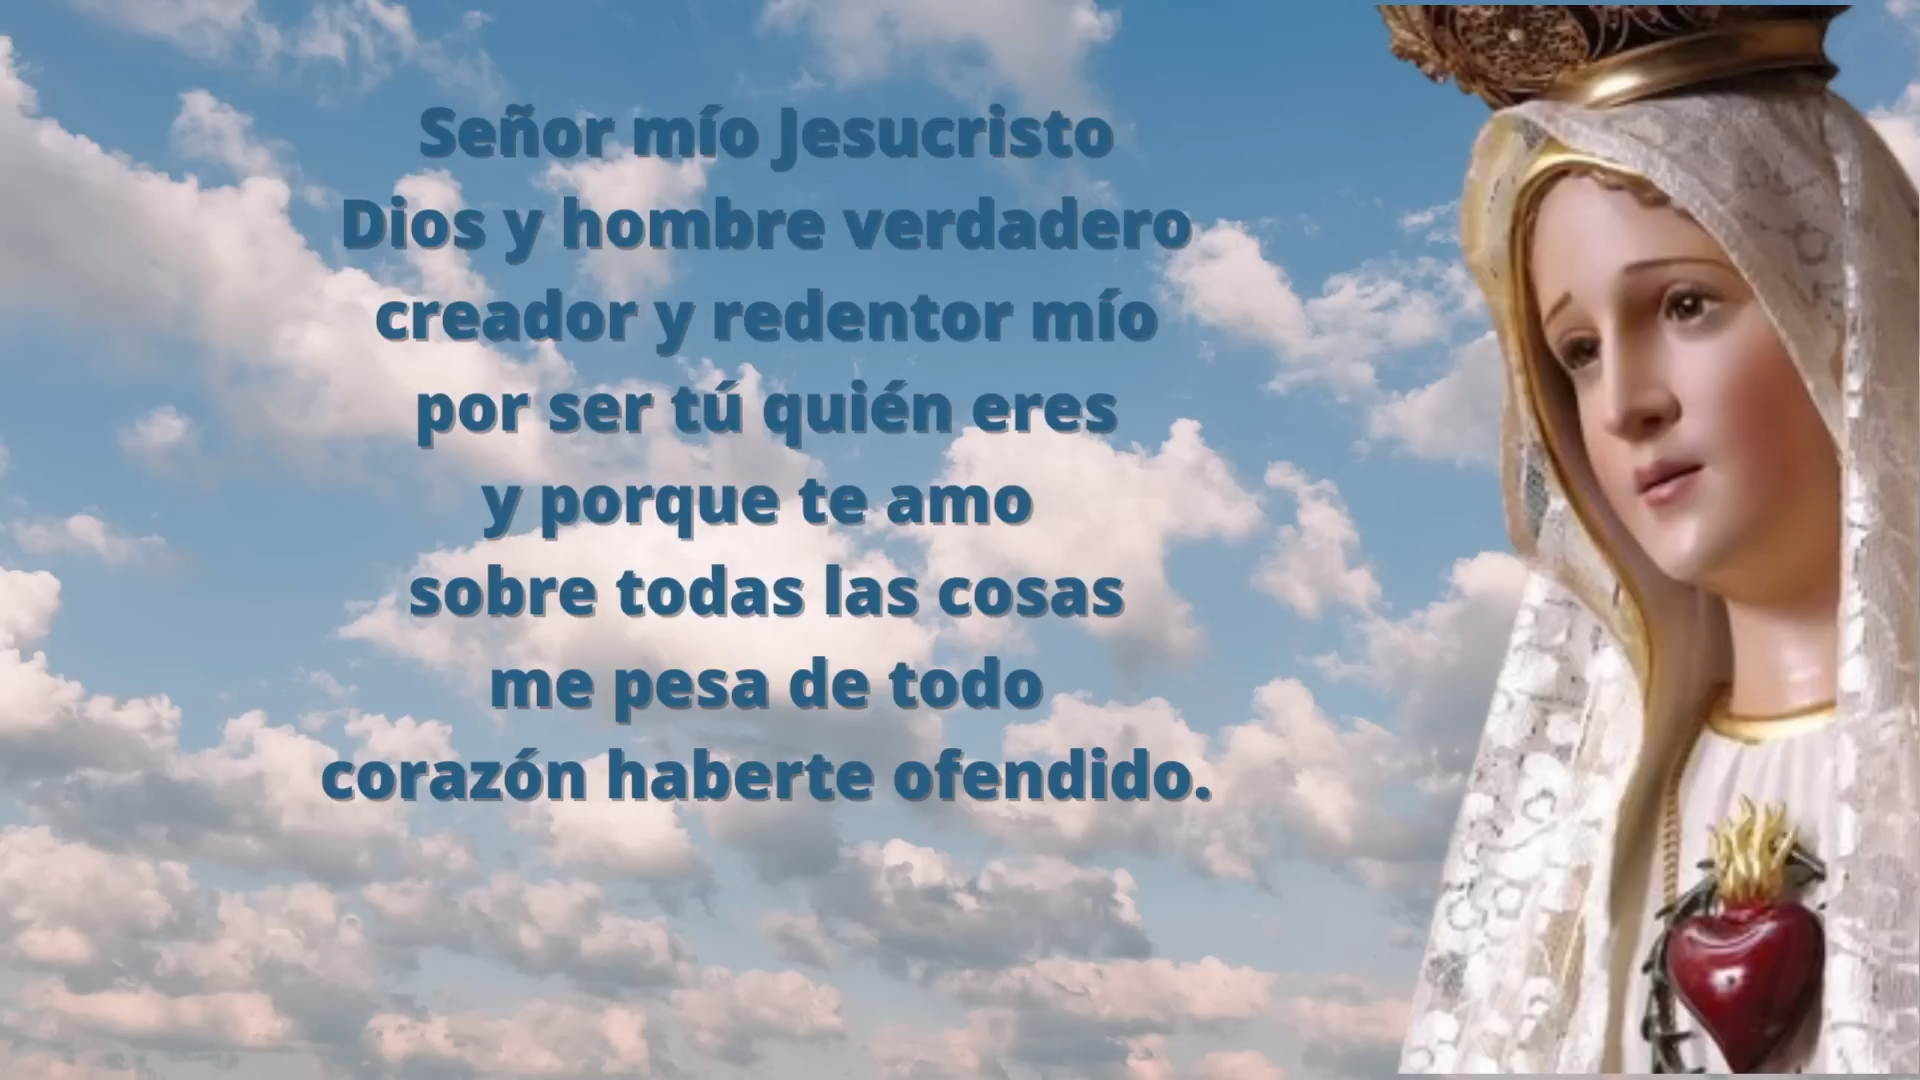 Señor mío Jesucristo
Dios y hombre verdadero
creador y redentor mío
por ser tú quién eres
y porque te amo
sobre todas las cosas
me pesa de todo
corazón haberte ofendido.